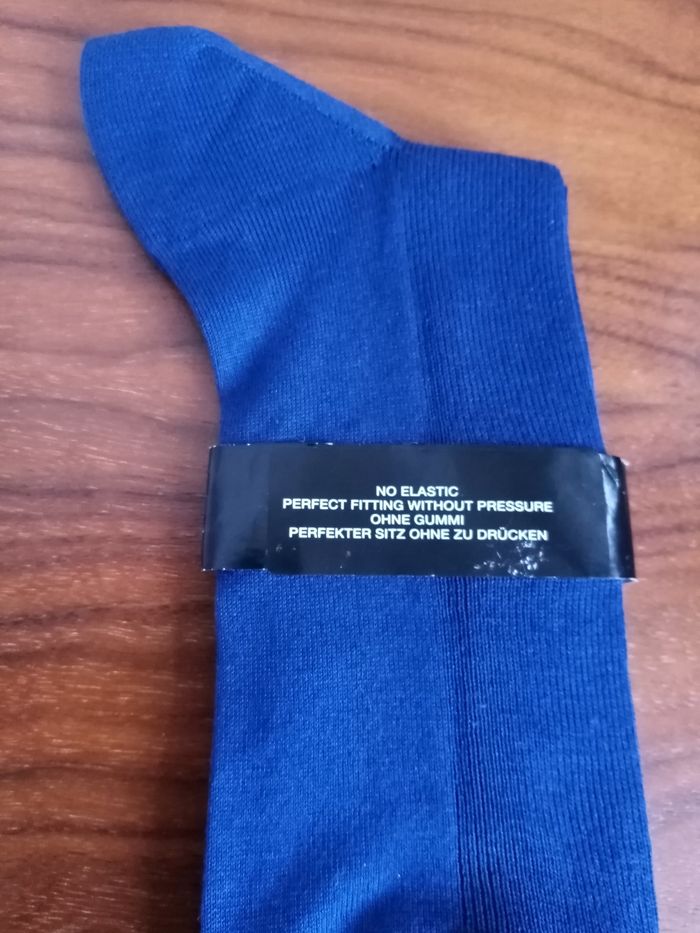 NO ELASTIC
PERFECT FITTING WITHOUT PRESSURE
OHNE GUMMI
PERFEKTER SITZ OHNE ZU DRÜCKEN